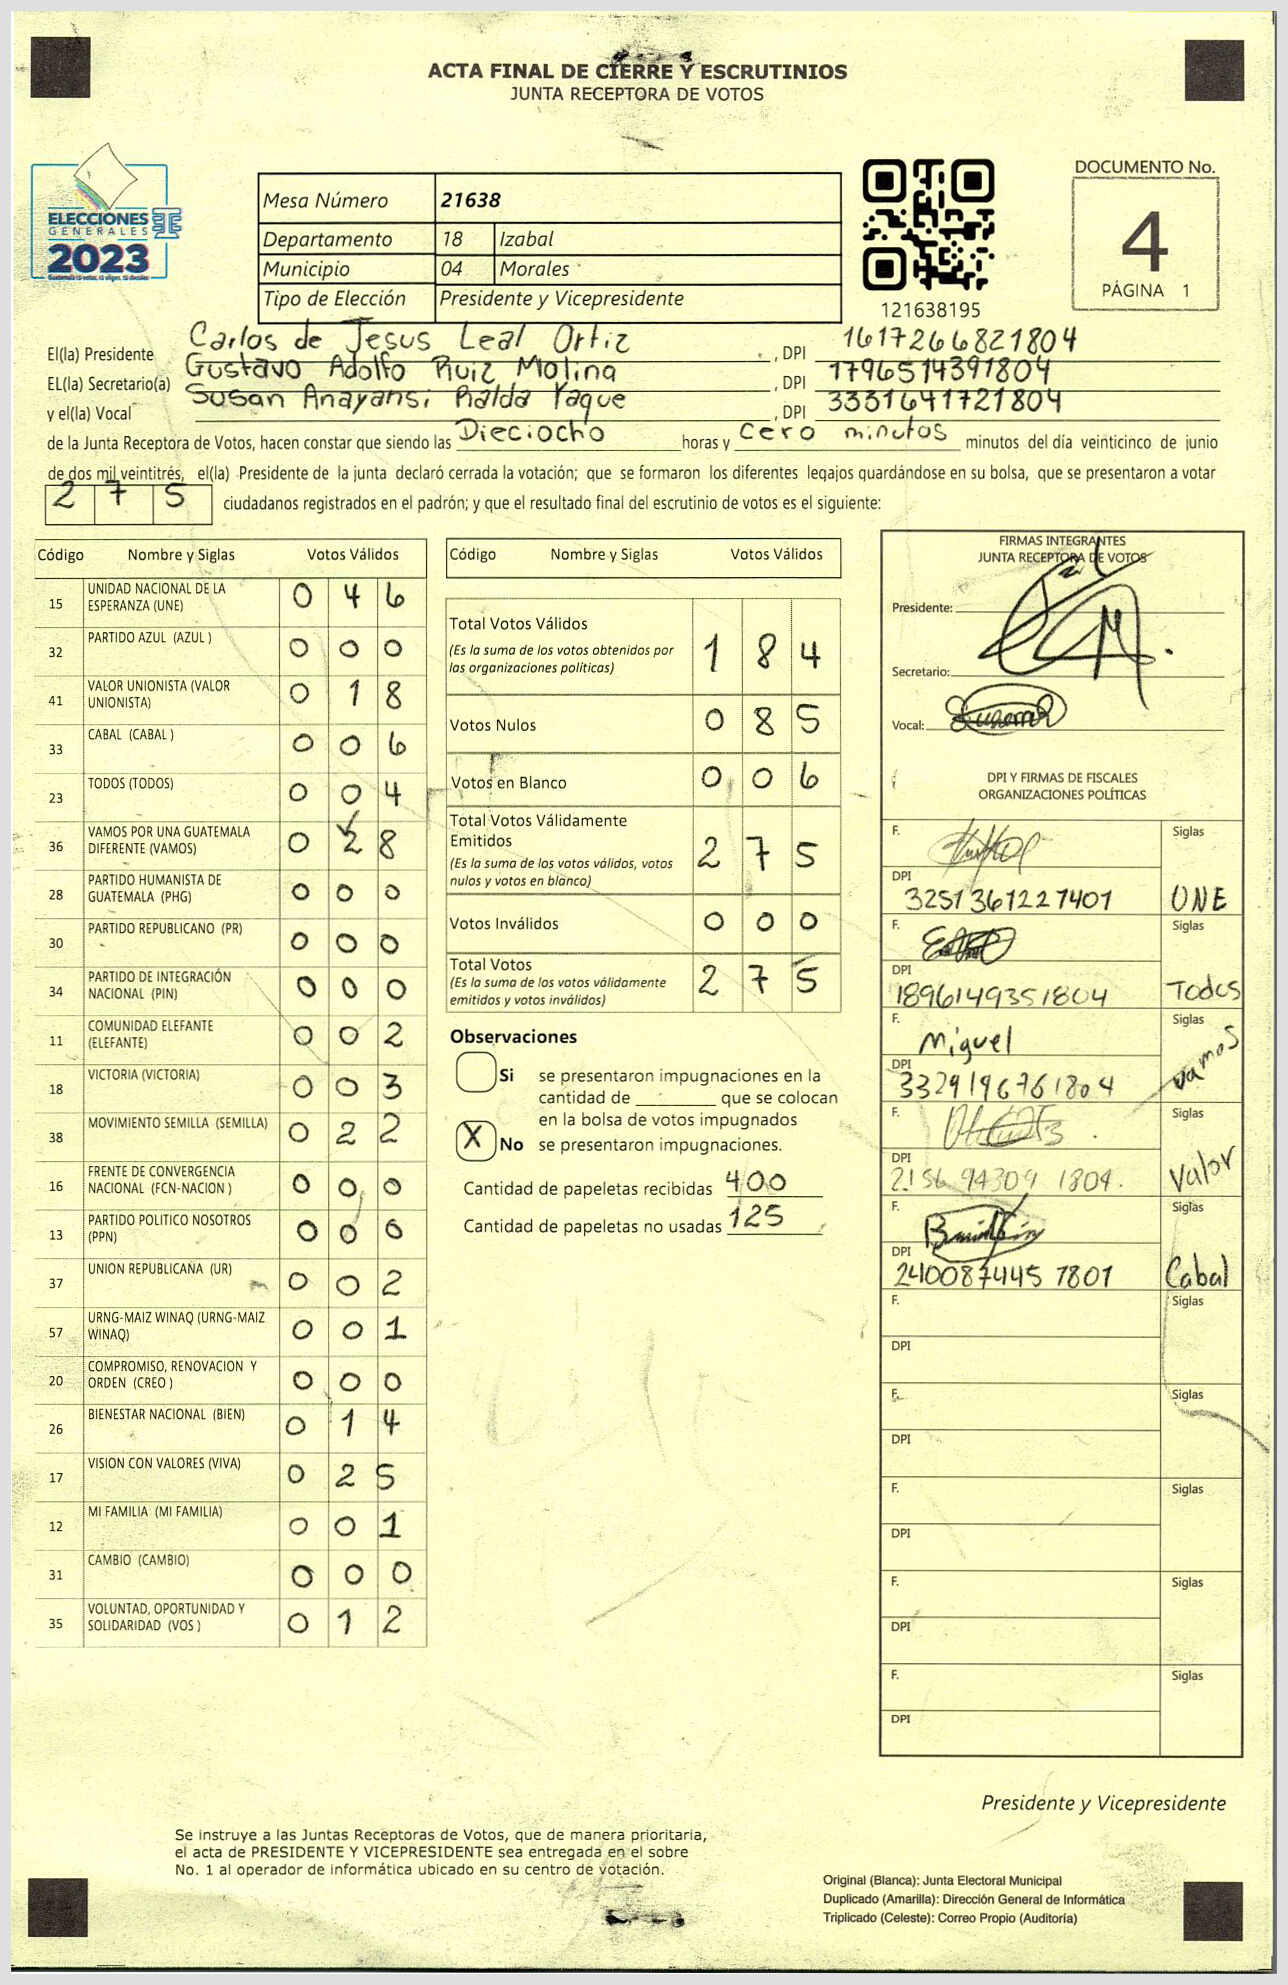 ACTA FINAL DE CIERRE Y ESCRUTINIOS
JUNTA RECEPTORA DE VOTOS
ELECCIONES
GENERALES
2023
Mesa Número 21638
Departamento 18 Izabal
Municipio 04 Morales
Tipo de Elección Presidente y Vicepresidente
121638195
DOCUMENTO No.
4
PÁGINA 1
El(la) Presidente Carlos de Jesus Leal Ortiz , DPI 1617266821804
EL(la) Secretario(a) Gustavo Adolfo Ruiz Molina , DPI 1796514391804
y el(la) Vocal Susan Anayansi Ralda Yaque , DPI 3331641721804
de la Junta Receptora de Votos, hacen constar que siendo las Dieciocho horas y cero minutos minutos del día veinticinco de junio
de dos mil veintitrés, el(la) Presidente de la junta declaró cerrada la votación; que se formaron los diferentes legajos guardándose en su bolsa, que se presentaron a votar
2 7 5 ciudadanos registrados en el padrón; y que el resultado final del escrutinio de votos es el siguiente:
Código Nombre y Siglas Votos Válidos
15 UNIDAD NACIONAL DE LA ESPERANZA (UNE) 0 4 6
32 PARTIDO AZUL (AZUL ) 0 0 0
41 VALOR UNIONISTA (VALOR UNIONISTA) 0 1 8
33 CABAL (CABAL ) 0 0 6
23 TODOS (TODOS) 0 0 4
36 VAMOS POR UNA GUATEMALA DIFERENTE (VAMOS) 0 2 8
28 PARTIDO HUMANISTA DE GUATEMALA (PHG) 0 0 0
30 PARTIDO REPUBLICANO (PR) 0 0 0
34 PARTIDO DE INTEGRACIÓN NACIONAL (PIN) 0 0 0
11 COMUNIDAD ELEFANTE (ELEFANTE) 0 0 2
18 VICTORIA (VICTORIA) 0 0 3
38 MOVIMIENTO SEMILLA (SEMILLA) 0 2 2
16 FRENTE DE CONVERGENCIA NACIONAL (FCN-NACION ) 0 0 0
13 PARTIDO POLITICO NOSOTROS (PPN) 0 0 0
37 UNION REPUBLICANA (UR) 0 0 2
57 URNG-MAIZ WINAQ (URNG-MAIZ WINAQ) 0 0 1
20 COMPROMISO, RENOVACION Y ORDEN (CREO ) 0 0 0
26 BIENESTAR NACIONAL (BIEN) 0 1 4
17 VISION CON VALORES (VIVA) 0 2 5
12 MI FAMILIA (MI FAMILIA) 0 0 1
31 CAMBIO (CAMBIO) 0 0 0
35 VOLUNTAD, OPORTUNIDAD Y SOLIDARIDAD (VOS ) 0 1 2
Código Nombre y Siglas Votos Válidos
Total Votos Válidos 1 8 4
(Es la suma de los votos obtenidos por
las organizaciones políticas)
Votos Nulos 0 8 5
Votos en Blanco 0 0 6
Total Votos Válidamente
Emitidos 2 7 5
(Es la suma de los votos válidos, votos
nulos y votos en blanco)
Votos Inválidos 0 0 0
Total Votos 2 7 5
(Es la suma de los votos válidamente
emitidos y votos inválidos)
Observaciones
Si se presentaron impugnaciones en la
cantidad de ________ que se colocan
en la bolsa de votos impugnados
X No se presentaron impugnaciones.
Cantidad de papeletas recibidas 400
Cantidad de papeletas no usadas 125
FIRMAS INTEGRANTES
JUNTA RECEPTORA DE VOTOS
Presidente:
Secretario:
Vocal:
DPI Y FIRMAS DE FISCALES
ORGANIZACIONES POLÍTICAS
F. Siglas
DPI 3251361227401 UNE
F. Siglas
DPI 1896149351804 Todos
F. Miguel Siglas
DPI 3329196761804 vamos
F. Siglas
DPI 2156 94309 1804. Valor
F. Siglas
DPI 240087445 1801 Cabal
F. Siglas
DPI
F. Siglas
DPI
F. Siglas
DPI
F. Siglas
DPI
F. Siglas
DPI
Presidente y Vicepresidente
Se instruye a las Juntas Receptoras de Votos, que de manera prioritaria,
el acta de PRESIDENTE Y VICEPRESIDENTE sea entregada en el sobre
No. 1 al operador de informática ubicado en su centro de votación.
Original (Blanca): Junta Electoral Municipal
Duplicado (Amarilla): Dirección General de Informática
Triplicado (Celeste): Correo Propio (Auditoría)